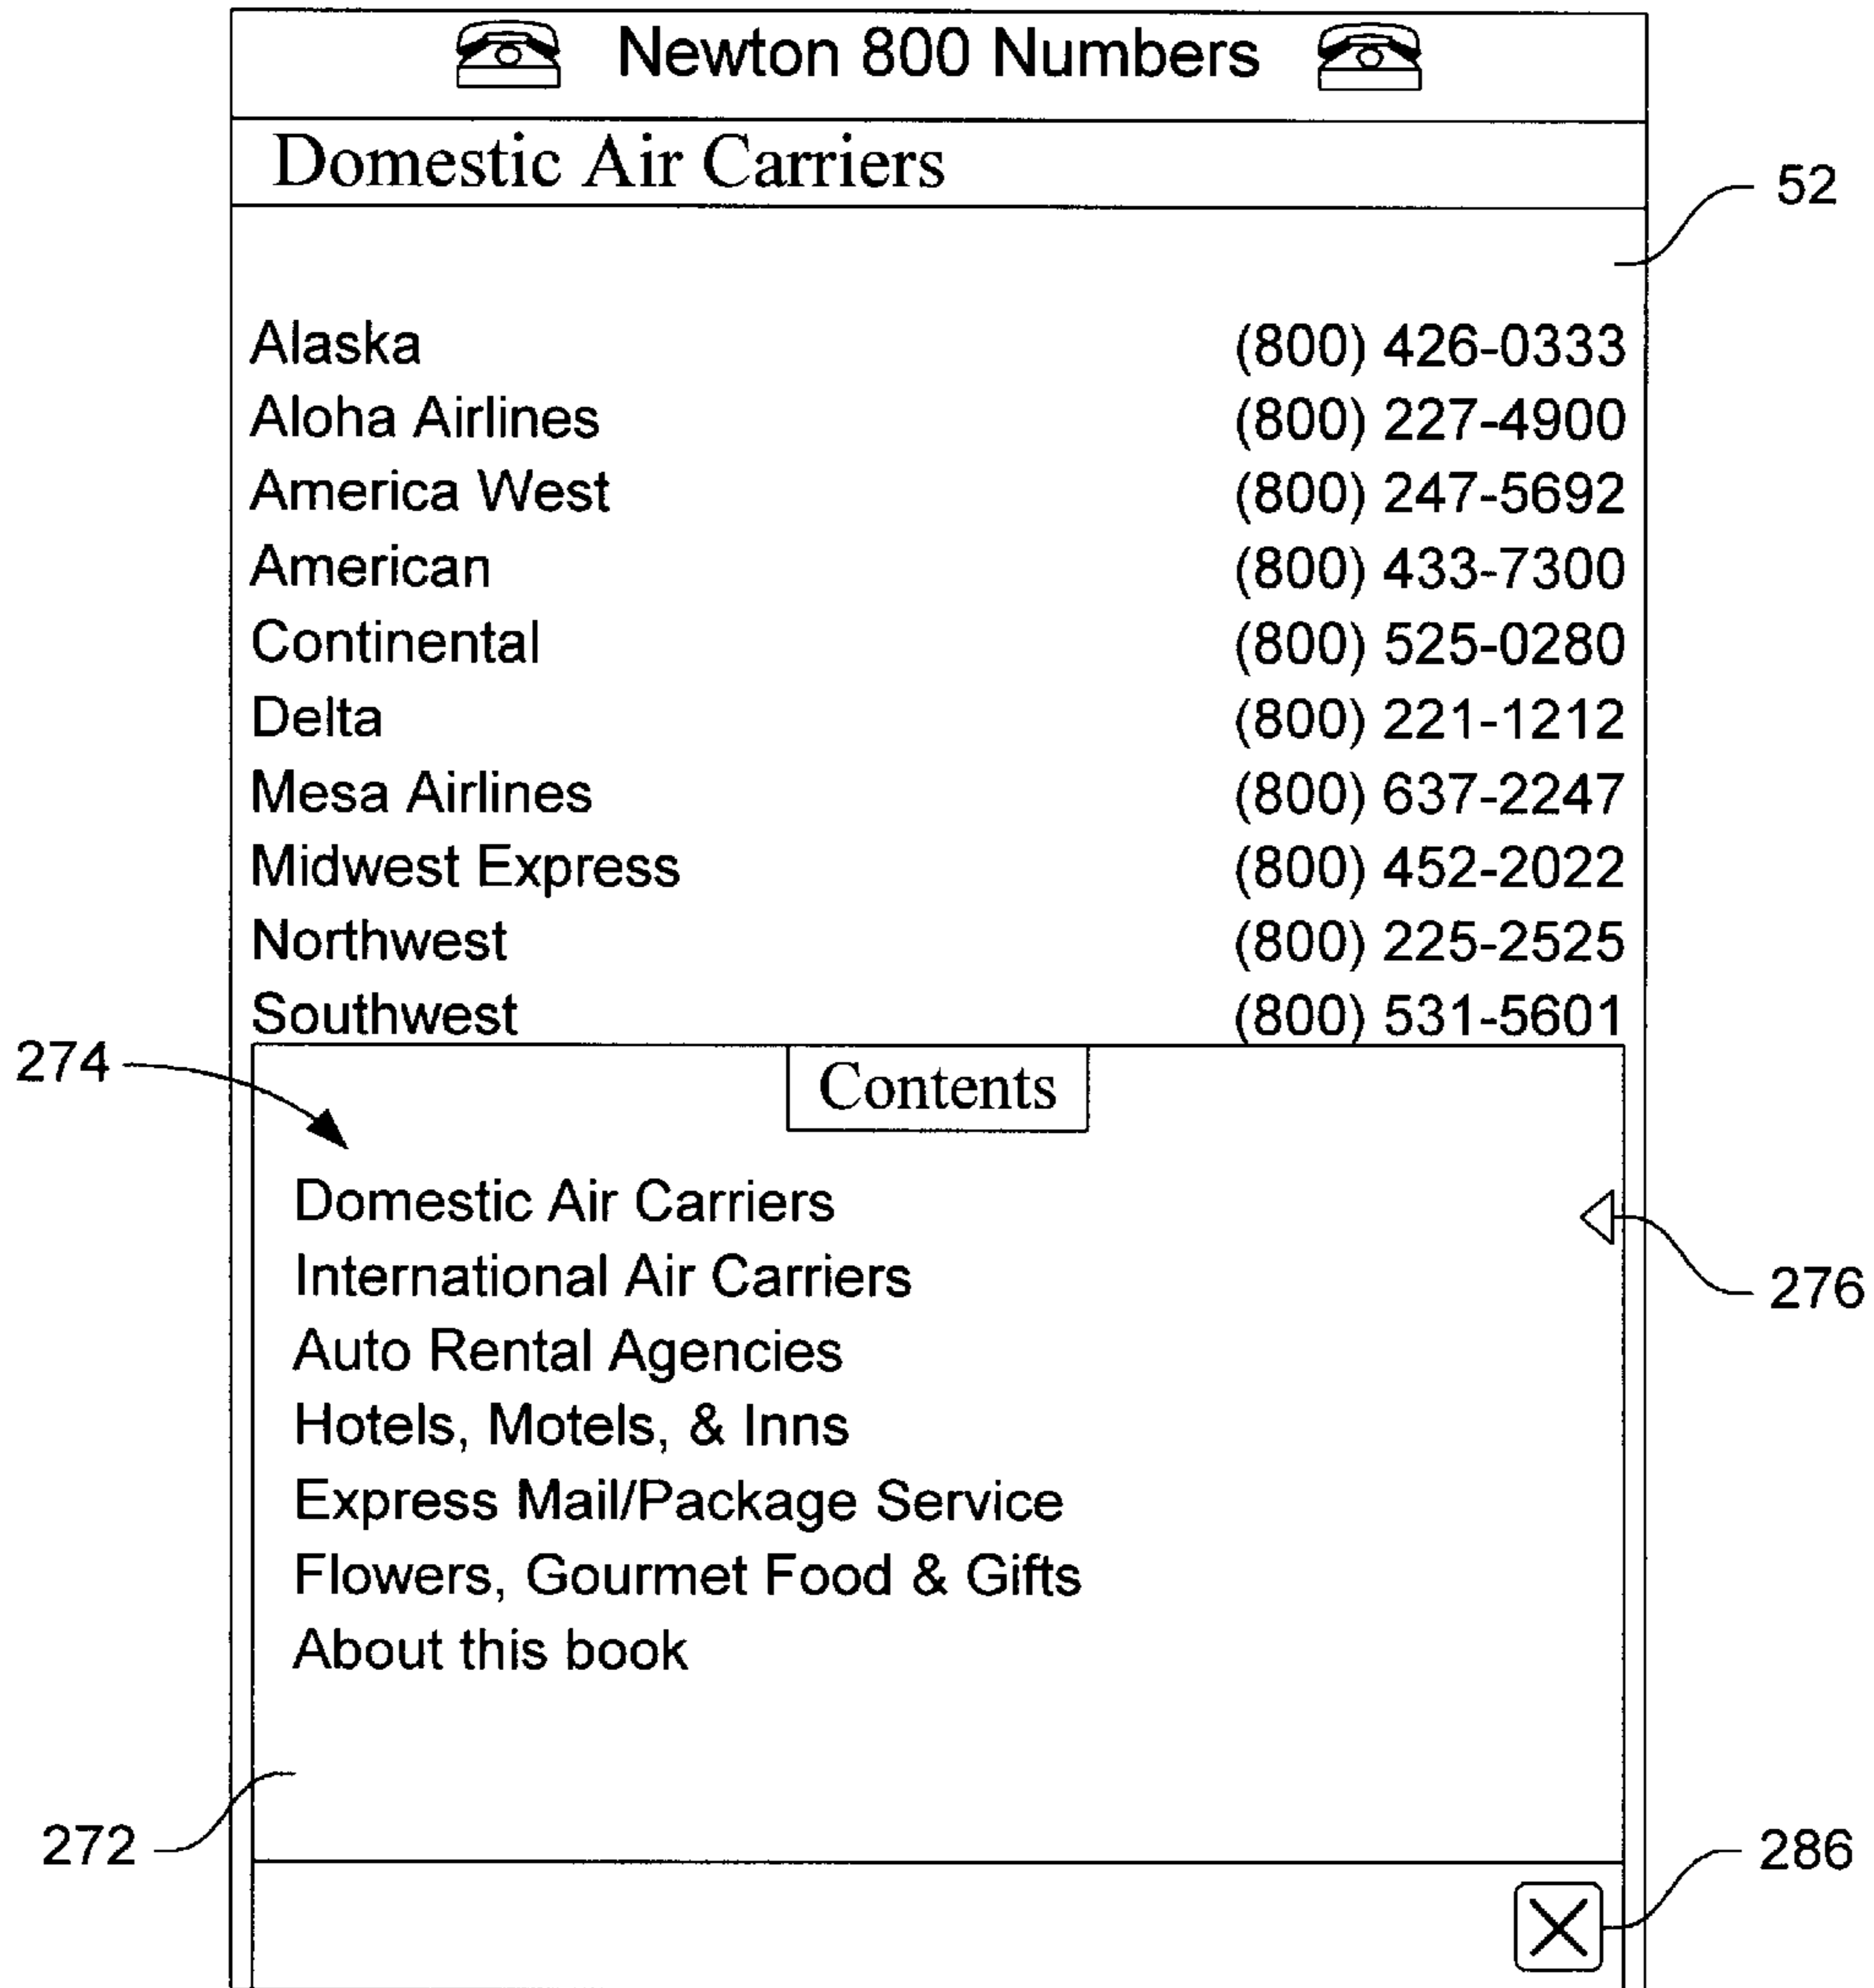 Newton 800 Numbers
Domestic Air Carriers
52
Alaska (800) 426-0333
Aloha Airlines (800) 227-4900
America West (800) 247-5692
American (800) 433-7300
Continental (800) 525-0280
Delta (800) 221-1212
Mesa Airlines (800) 637-2247
Midwest Express (800) 452-2022
Northwest (800) 225-2525
Southwest (800) 531-5601
274
Contents
Domestic Air Carriers
International Air Carriers
276
Auto Rental Agencies
Hotels, Motels, & Inns
Express Mail/Package Service
Flowers, Gourmet Food & Gifts
About this book
272
286